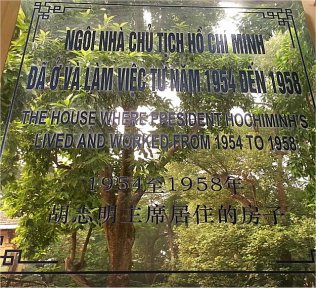 NGÔI NHÀ CHỦ TỊCH HỒ CHÍ MINH
ĐÃ Ở VÀ LÀM VIỆC TỪ NĂM 1954 ĐẾN 1958
THE HOUSE WHERE PRESIDENT HOCHIMINH'S
LIVED AND WORKED FROM 1954 TO 1958
1954至1958年
胡志明主席居住的房子